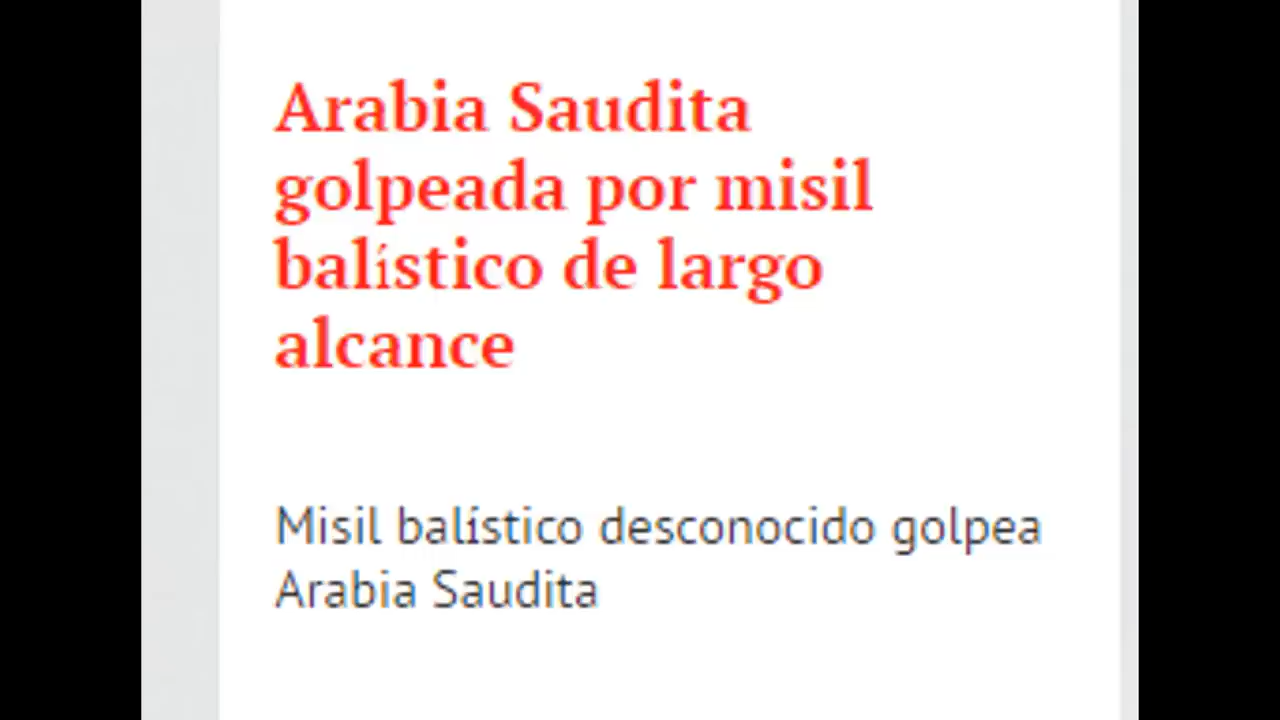 Arabia Saudita
golpeada por misil
balístico de largo
alcance
Misil balístico desconocido golpea
Arabia Saudita